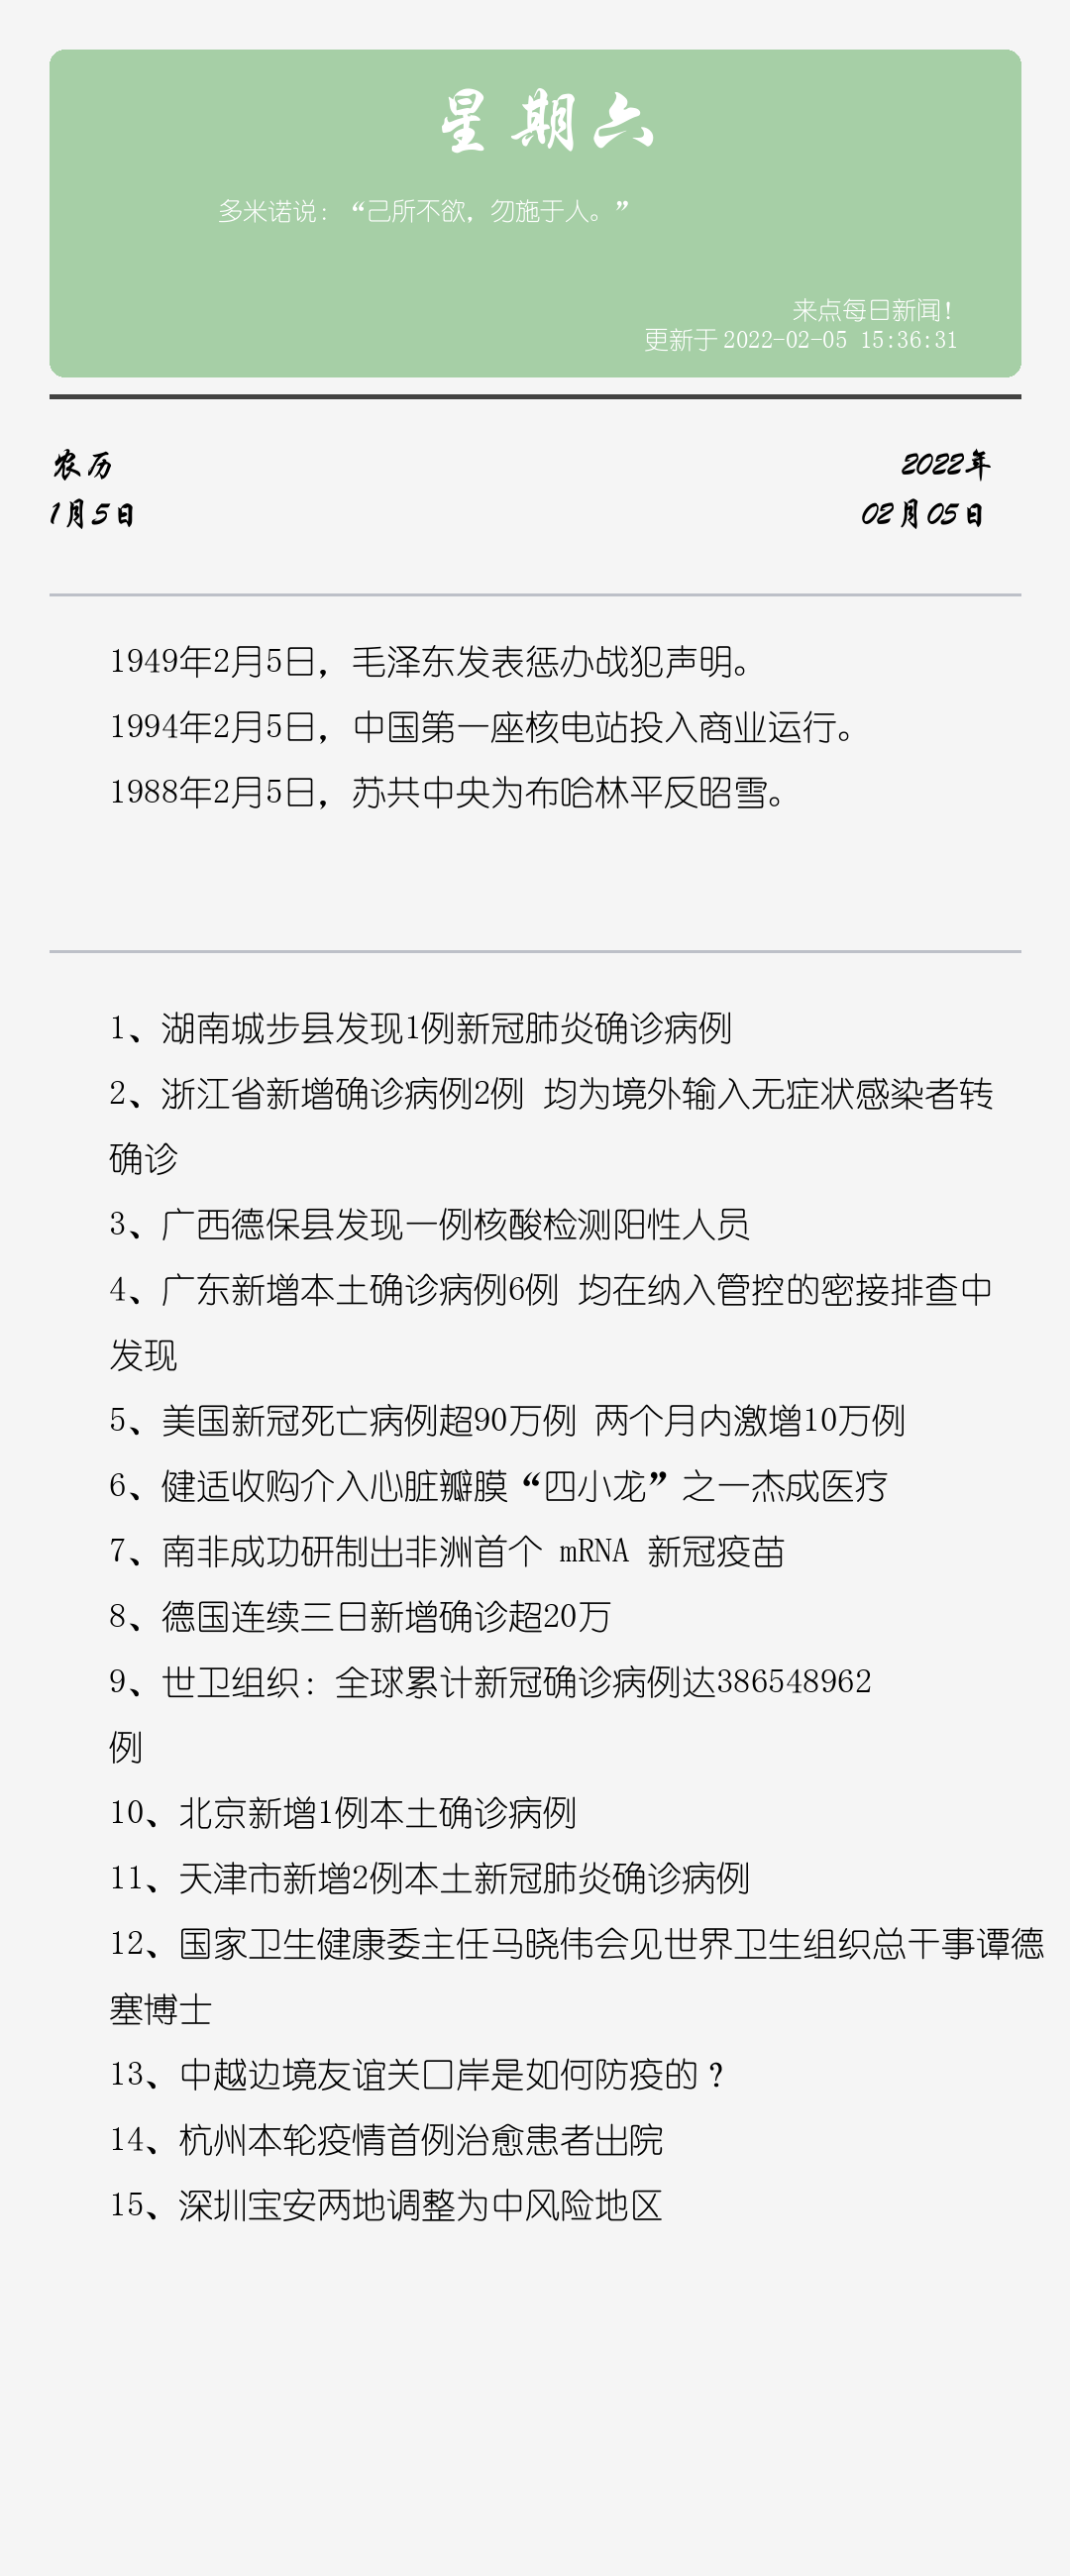 星期六
多米诺说：“己所不欲，勿施于人。”
来点每日新闻！
更新于 2022-02-05 15:36:31
农历
2022年
1月5日
02月05日
1949年2月5日，毛泽东发表惩办战犯声明。
1994年2月5日，中国第一座核电站投入商业运行。
1988年2月5日，苏共中央为布哈林平反昭雪。
1、湖南城步县发现1例新冠肺炎确诊病例
2、浙江省新增确诊病例2例 均为境外输入无症状感染者转
确诊
3、广西德保县发现一例核酸检测阳性人员
4、广东新增本土确诊病例6例 均在纳入管控的密接排查中
发现
5、美国新冠死亡病例超90万例 两个月内激增10万例
6、健适收购介入心脏瓣膜“四小龙”之一杰成医疗
7、南非成功研制出非洲首个 mRNA 新冠疫苗
8、德国连续三日新增确诊超20万
9、世卫组织：全球累计新冠确诊病例达386548962
例
10、北京新增1例本土确诊病例
11、天津市新增2例本土新冠肺炎确诊病例
12、国家卫生健康委主任马晓伟会见世界卫生组织总干事谭德
塞博士
13、中越边境友谊关口岸是如何防疫的？
14、杭州本轮疫情首例治愈患者出院
15、深圳宝安两地调整为中风险地区